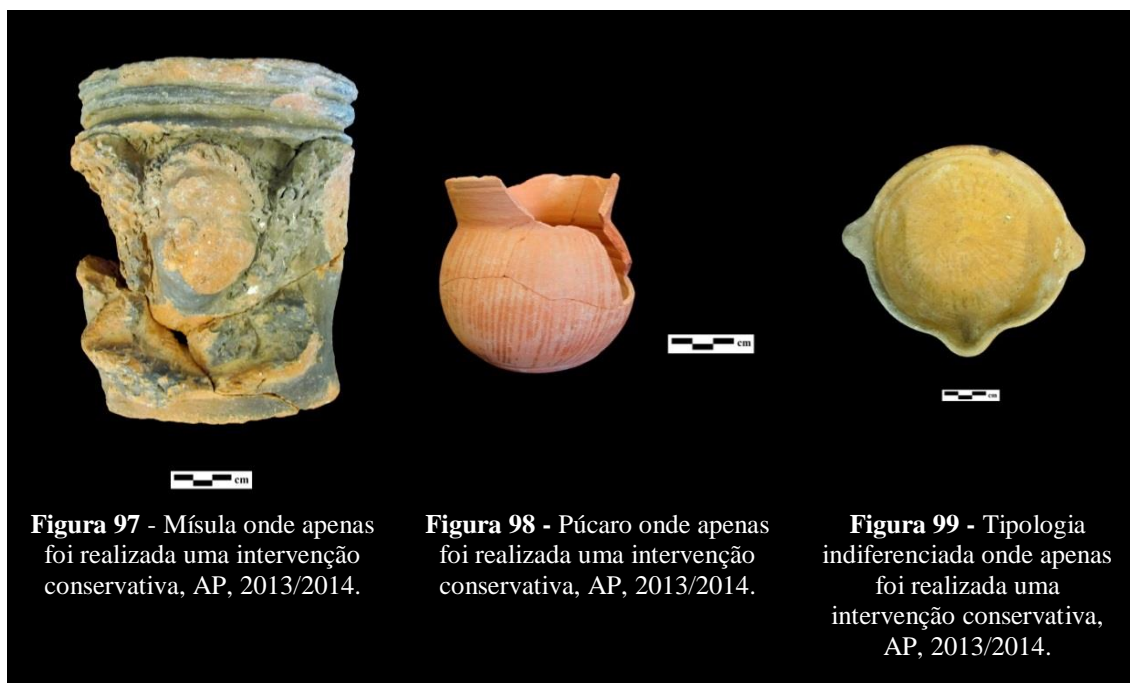 cm
cm
cm
Figura 97 - Mísula onde apenas
foi realizada uma intervenção
conservativa, AP, 2013/2014.
Figura 98 - Púcaro onde apenas
foi realizada uma intervenção
conservativa, AP, 2013/2014.
Figura 99 - Tipologia
indiferenciada onde apenas
foi realizada uma
intervenção conservativa,
AP, 2013/2014.